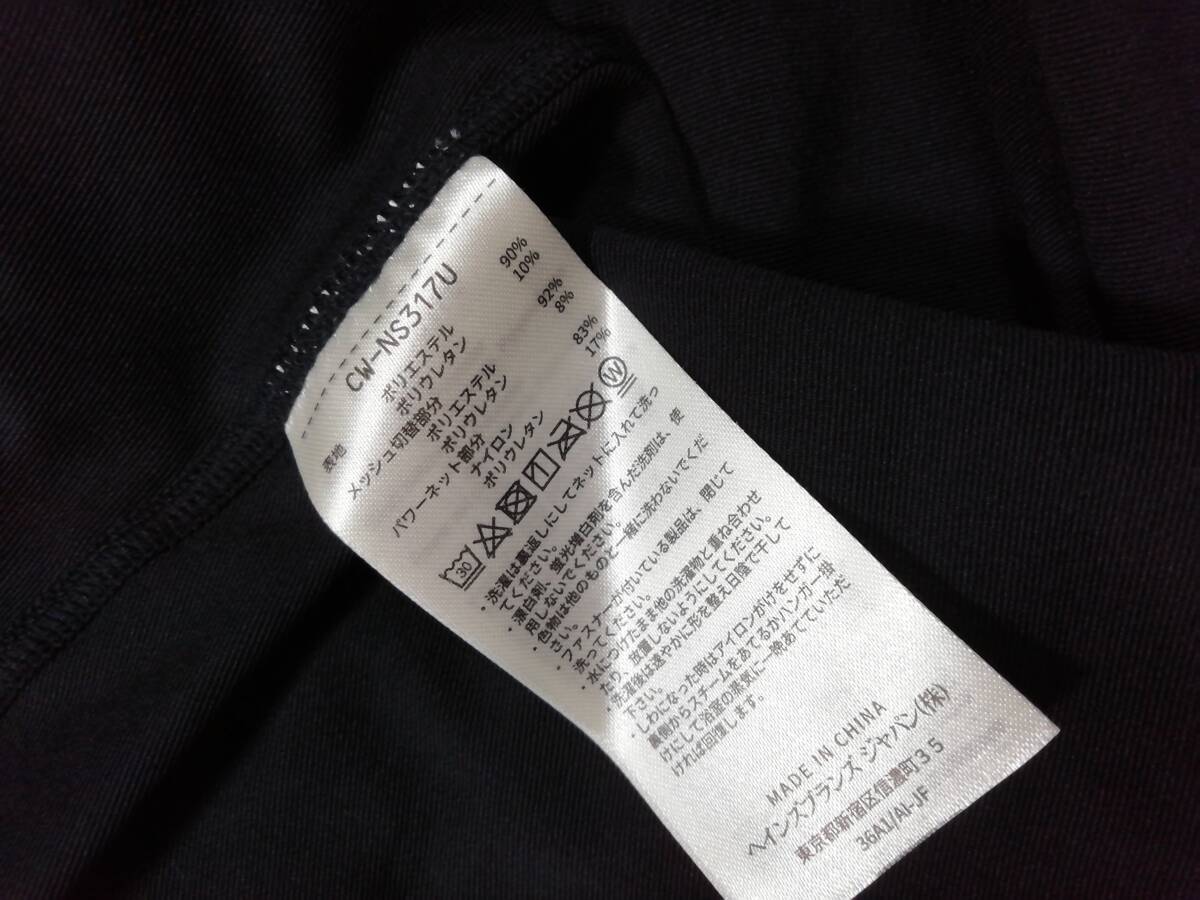 CW-NS317U
表地
ポリエステル 90%
ポリウレタン 10%
メッシュ切替部分
ポリエステル 92%
ポリウレタン 8%
パワーネット部分
ナイロン 83%
ポリウレタン 17%
30 W
・洗濯は裏返しにしてネットに入れて洗っ
てください。
・漂白剤、蛍光増白剤を含んだ洗剤は、使
用しないでください。
・色物は他のものと一緒に洗わないでくだ
さい。
・ファスナーが付いている製品は、閉じて
洗ってください。
・水につけたまま他の洗濯物と重ね合わせ
たり、放置しないようにしてください。
・洗濯後は速やかに形を整え日陰で干して
さい。
・しわになった時はアイロンがけをせずに
裏側からスチームをあてるかハンガー掛
けにして浴室の蒸気に一晩あてていただ
ければ回復します。
MADE IN CHINA
ヘインズブランズ ジャパン(株)
東京都新宿区信濃町35
36A1/AI-JF